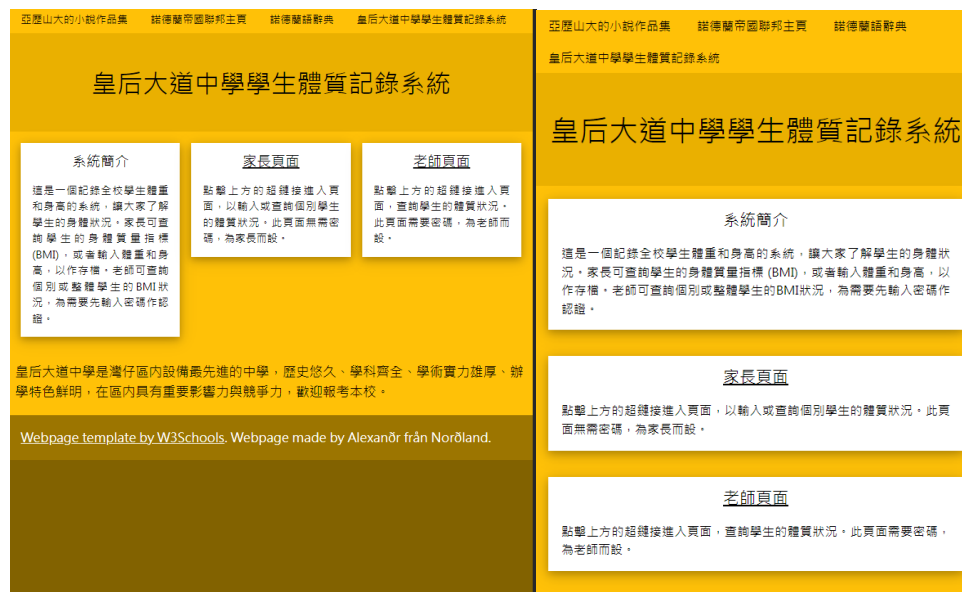 亞歷山大的小說作品集 諾德蘭帝國聯邦主頁 諾德蘭語辭典 皇后大道中學學生體質記錄系統
皇后大道中學學生體質記錄系統
系統簡介
這是一個記錄全校學生體重
和身高的系統，讓大家了解
學生的身體狀況。家長可查
詢學生的身體質量指標
(BMI)，或者輸入體重和身
高，以作存檔。老師可查詢
個別或整體學生的BMI狀
況，為需要先輸入密碼作認
證。
家長頁面
點擊上方的超鏈接進入頁
面，以輸入或查詢個別學生
的體質狀況。此頁面無需密
碼，為家長而設。
老師頁面
點擊上方的超鏈接進入頁
面，查詢學生的體質狀況。
此頁面需要密碼，為老師而
設。
皇后大道中學是灣仔區內設備最先進的中學，歷史悠久、學科齊全、學術實力雄厚、辦
學特色鮮明，在區內具有重要影響力與競爭力，歡迎報考本校。
Webpage template by W3Schools. Webpage made by Alexanðr från Norðland.
亞歷山大的小說作品集 諾德蘭帝國聯邦主頁 諾德蘭語辭典
皇后大道中學學生體質記錄系統
皇后大道中學學生體質記錄系統
系統簡介
這是一個記錄全校學生體重和身高的系統，讓大家了解學生的身體狀
況。家長可查詢學生的身體質量指標 (BMI)，或者輸入體重和身高，以
作存檔。老師可查詢個別或整體學生的BMI狀況，為需要先輸入密碼作
認證。
家長頁面
點擊上方的超鏈接進入頁面，以輸入或查詢個別學生的體質狀況。此頁
面無需密碼，為家長而設。
老師頁面
點擊上方的超鏈接進入頁面，查詢學生的體質狀況。此頁面需要密碼，
為老師而設。